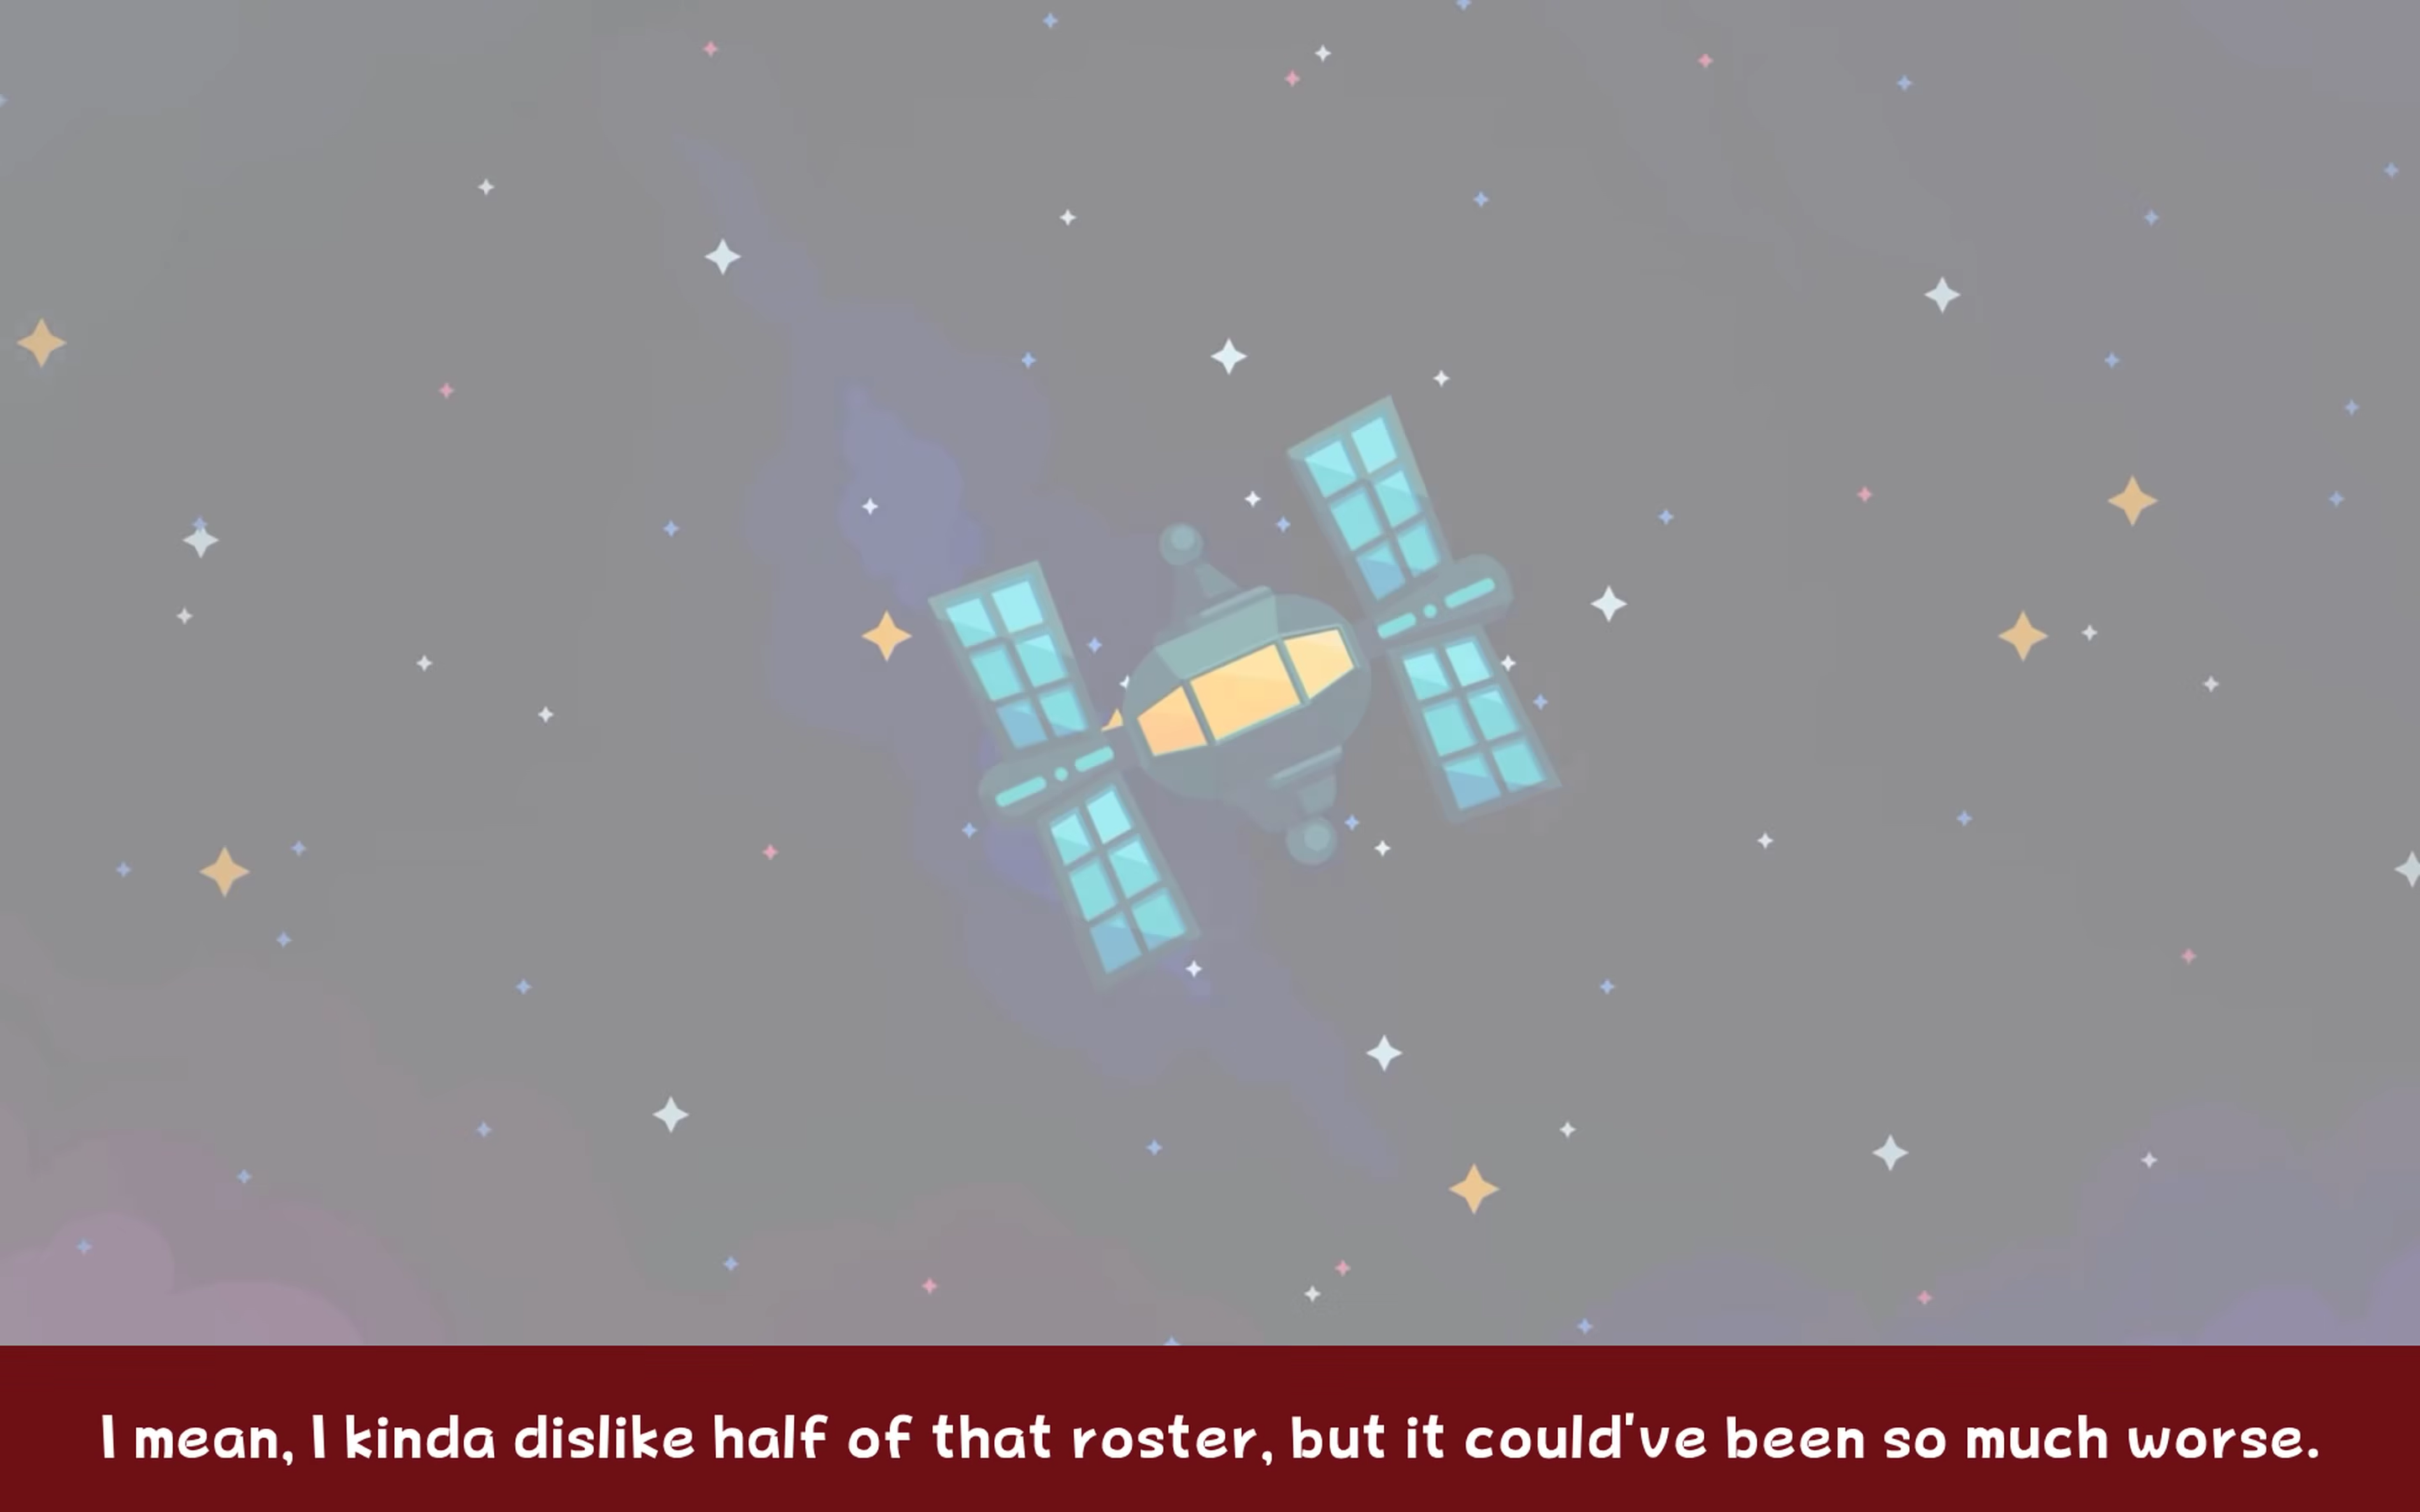 I mean, I kinda dislike half of that roster, but it could've been so much worse.